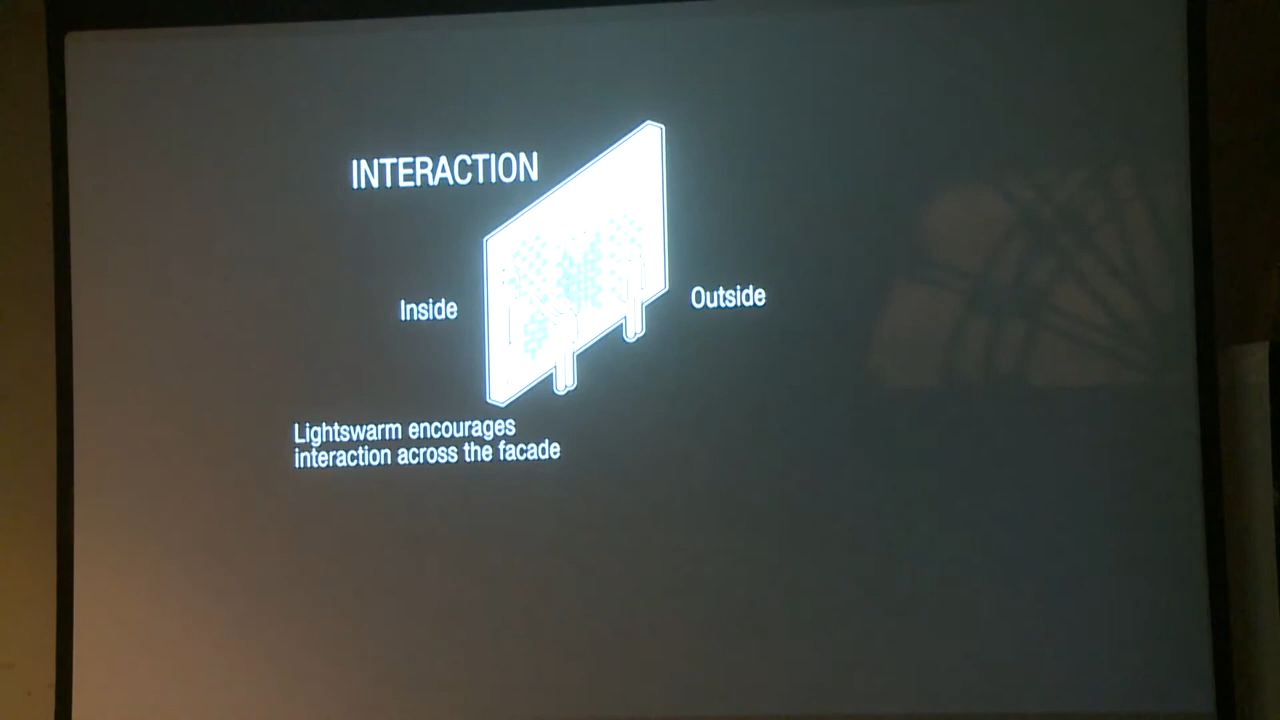 INTERACTION
Inside
Outside
Lightswarm encourages
interaction across the facade